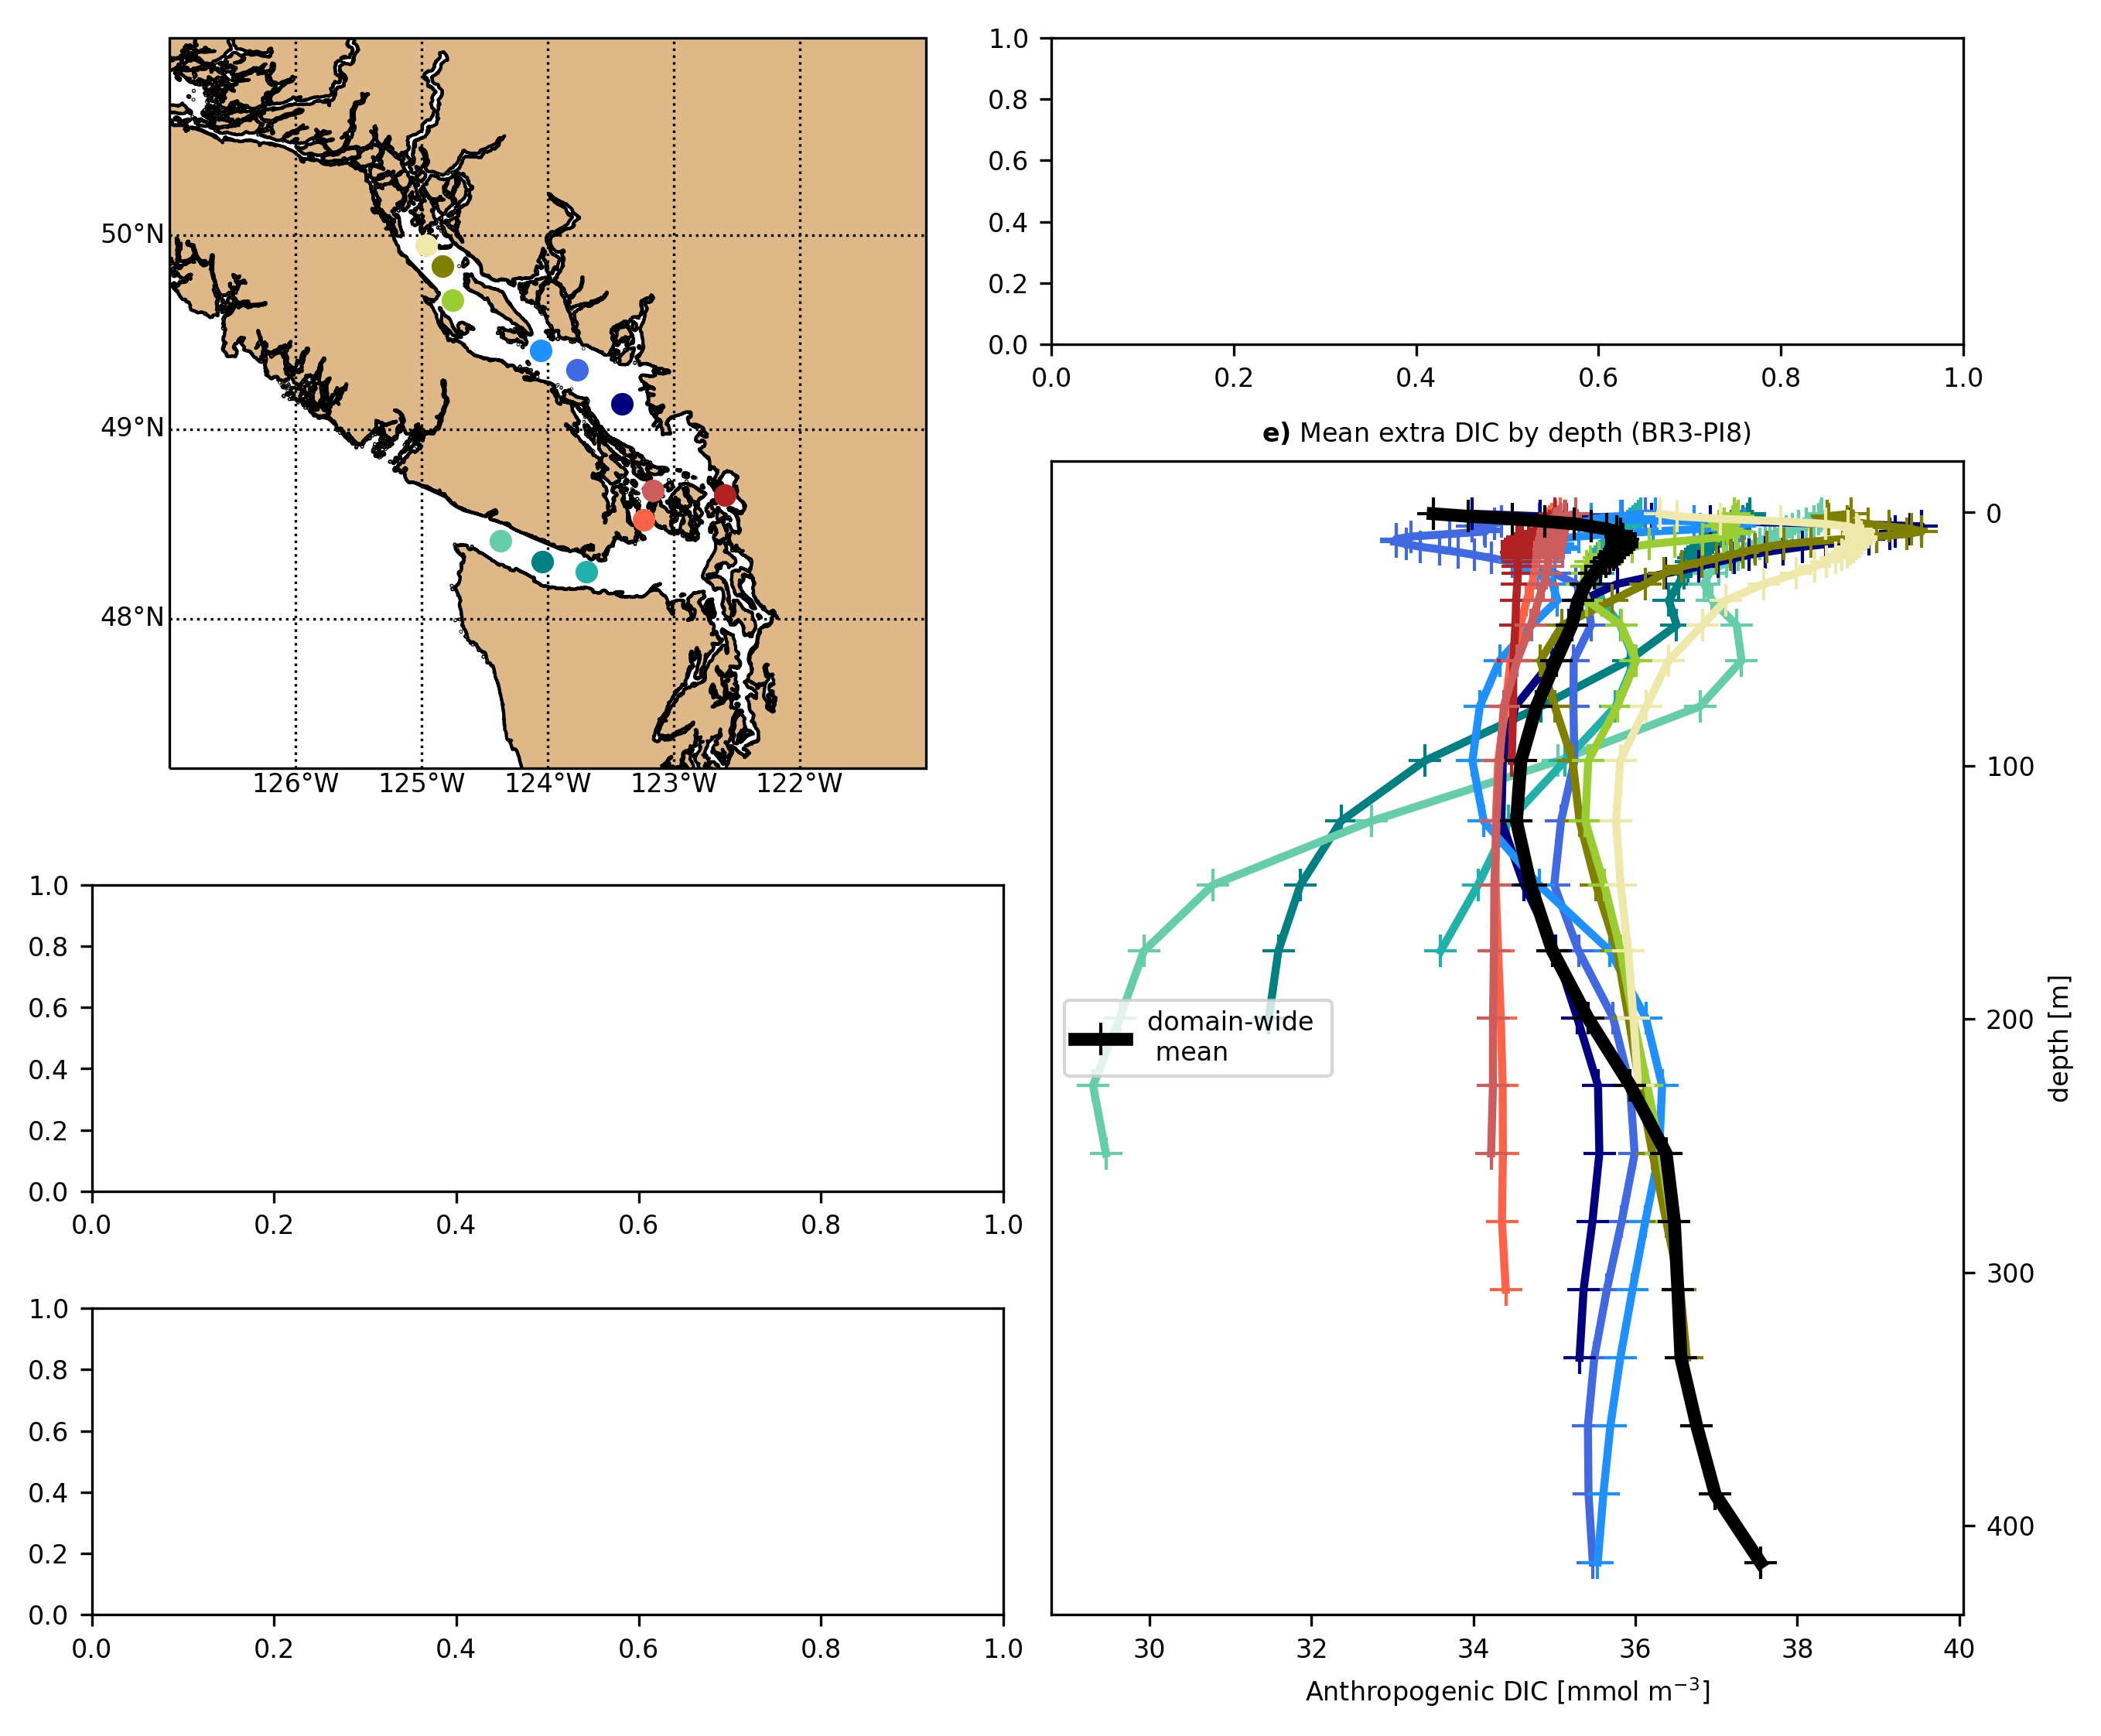 50°N
49°N
48°N
126°W 125°W 124°W 123°W 122°W
1.0
0.8
0.6
0.4
0.2
0.0
0.0 0.2 0.4 0.6 0.8 1.0
e) Mean extra DIC by depth (BR3-PI8)
0
100
200
300
400
depth [m]
domain-wide
mean
30 32 34 36 38 40
Anthropogenic DIC [mmol m⁻³]
1.0
0.8
0.6
0.4
0.2
0.0
0.0 0.2 0.4 0.6 0.8 1.0
1.0
0.8
0.6
0.4
0.2
0.0
0.0 0.2 0.4 0.6 0.8 1.0